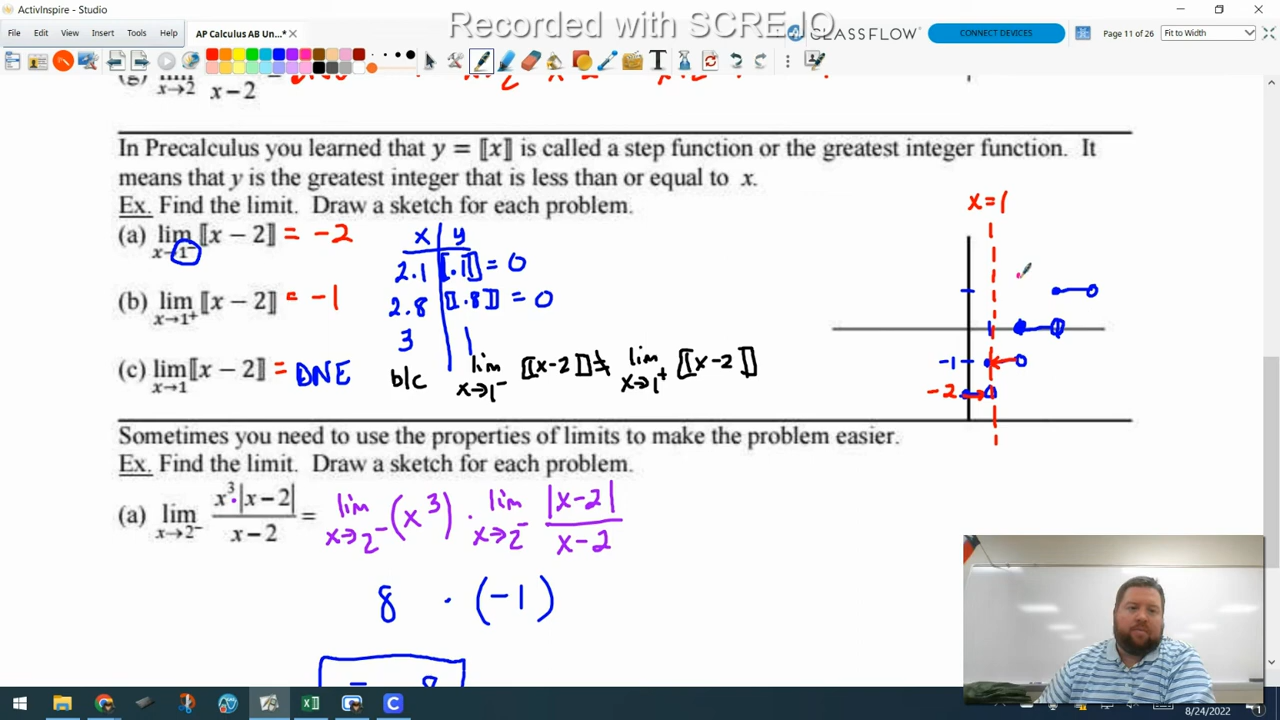 ActivInspire - Studio
Recorded with SCRE.IO
File Edit View Insert Tools Help
AP Calculus AB Un...*
CLASSFLOW
CONNECT DEVICES
Page 11 of 26
Fit to Width
x→2 x−2
In Precalculus you learned that y = ⟦x⟧ is called a step function or the greatest integer function. It
means that y is the greatest integer that is less than or equal to x.
Ex. Find the limit. Draw a sketch for each problem.
x=1
(a) lim x→1⁻ ⟦x − 2⟧ = −2
x y
2.1 ⟦.1⟧ = 0
(b) lim x→1⁺ ⟦x − 2⟧ = −1
2.8 ⟦.8⟧ = 0
3 1
1
-1
-2
(c) lim x→1 ⟦x − 2⟧ = DNE b/c lim x→1⁻ ⟦x−2⟧ ≠ lim x→1⁺ ⟦x−2⟧
Sometimes you need to use the properties of limits to make the problem easier.
Ex. Find the limit. Draw a sketch for each problem.
(a) lim x→2⁻ x³|x−2| / x−2 = lim x→2⁻ (x³) · lim x→2⁻ |x−2| / x−2
8 · (−1)
8/24/2022